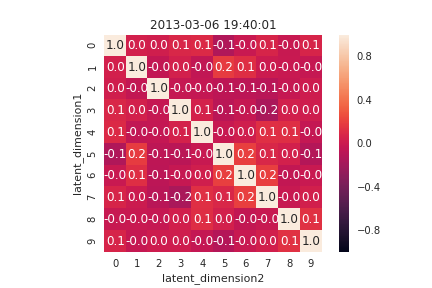 2013-03-06 19:40:01
latent_dimension1
0 1.0 0.0 0.0 0.1 0.1 -0.1 -0.0 0.1 -0.0 0.1
1 0.0 1.0 -0.0 0.0 -0.0 0.2 0.1 0.0 -0.0 -0.0
2 0.0 -0.0 1.0 -0.0 -0.0 -0.1 -0.1 -0.1 -0.0 0.0
3 0.1 0.0 -0.0 1.0 0.1 -0.1 -0.0 -0.2 0.0 0.0
4 0.1 -0.0 -0.0 0.1 1.0 -0.0 0.0 0.1 0.1 -0.0
5 -0.1 0.2 -0.1 -0.1 -0.0 1.0 0.2 0.1 0.0 -0.1
6 -0.0 0.1 -0.1 -0.0 0.0 0.2 1.0 0.2 -0.0 -0.0
7 0.1 0.0 -0.1 -0.2 0.1 0.1 0.2 1.0 -0.0 0.0
8 -0.0 -0.0 -0.0 0.0 0.1 0.0 -0.0 -0.0 1.0 0.1
9 0.1 -0.0 0.0 0.0 -0.0 -0.1 -0.0 0.0 0.1 1.0
0 1 2 3 4 5 6 7 8 9
latent_dimension2
0.8
0.4
0.0
-0.4
-0.8